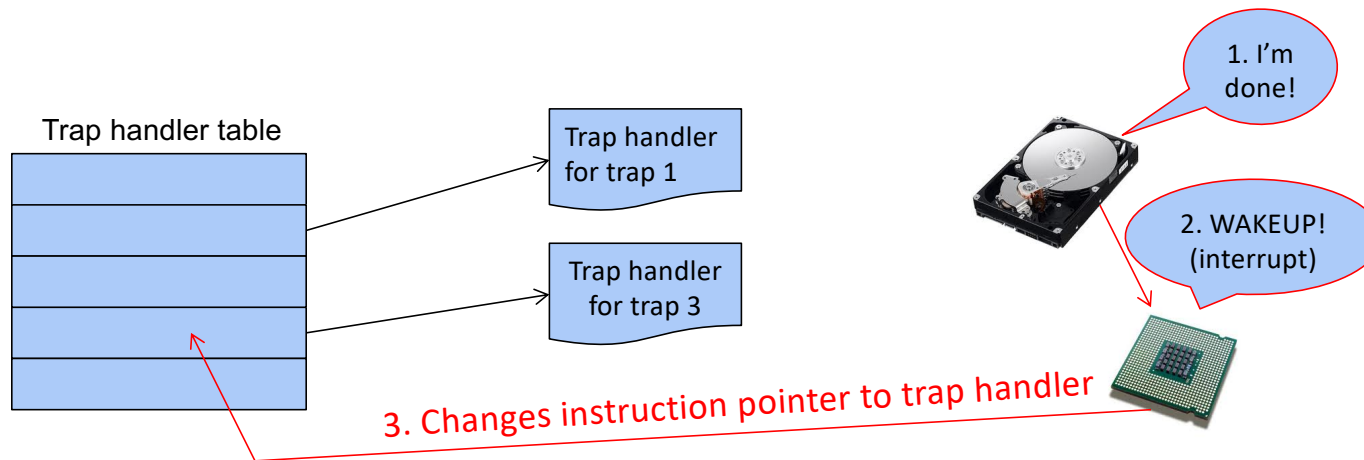 1. I’m
done!
Trap handler table
Trap handler
for trap 1
2. WAKEUP!
(interrupt)
Trap handler
for trap 3
3. Changes instruction pointer to trap handler